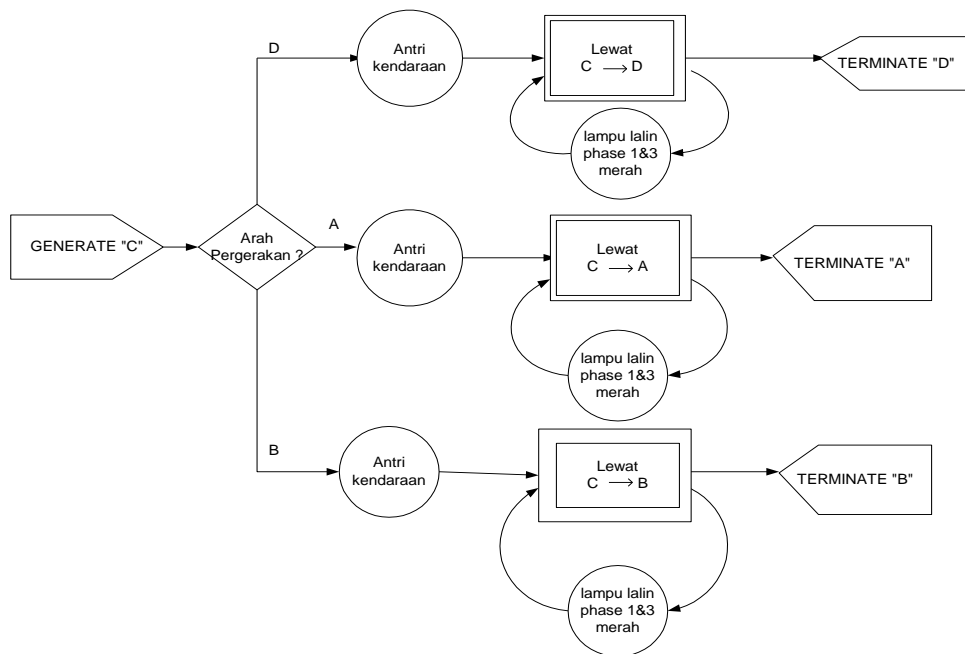 D
Antri
kendaraan
Lewat
C → D
TERMINATE "D"
lampu lalin
phase 1&3
merah
GENERATE "C"
Arah
Pergerakan ?
A
Antri
kendaraan
Lewat
C → A
TERMINATE "A"
lampu lalin
phase 1&3
merah
B
Antri
kendaraan
Lewat
C → B
TERMINATE "B"
lampu lalin
phase 1&3
merah